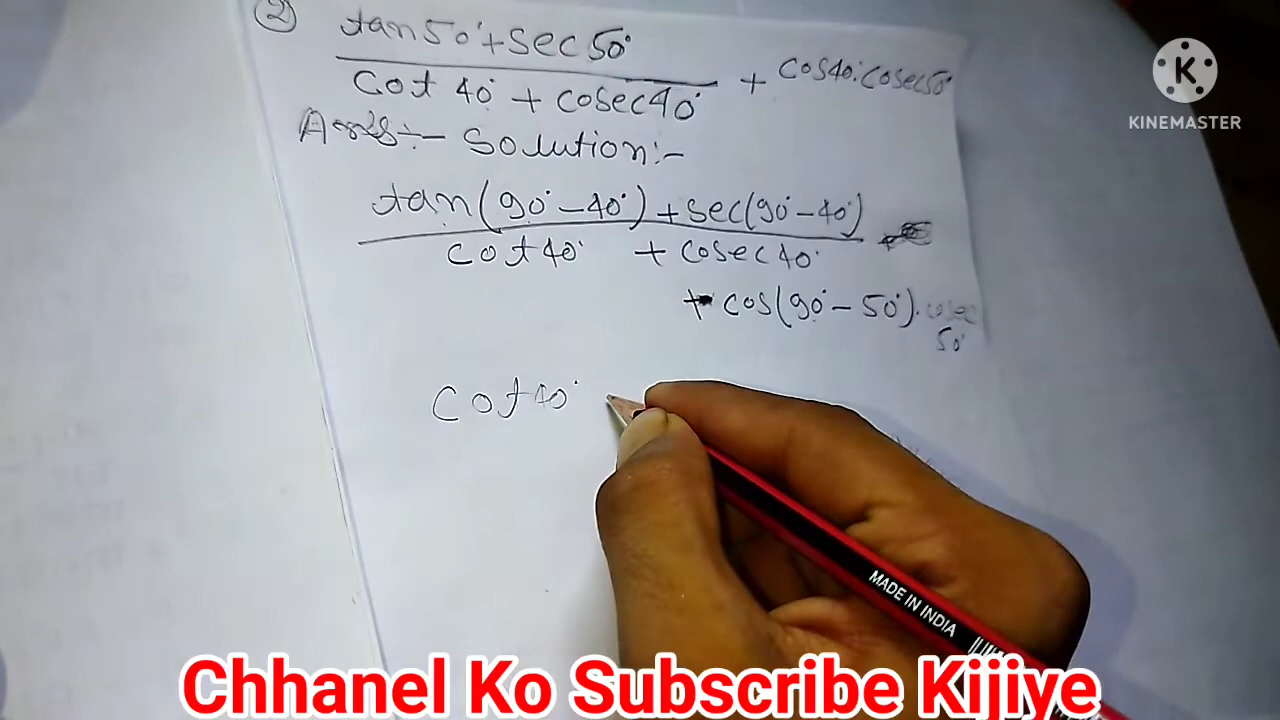 ② tan50°+sec50°
cot 40° + cosec40° + cos40°.cosec50°
Ans:- Solution:-
tan(90°-40°)+sec(90°-40°)
cot40° + cosec40°
+ cos(90°-50°).cosec
50°
cot40°
K
KINEMASTER
MADE IN INDIA
Chhanel Ko Subscribe Kijiye